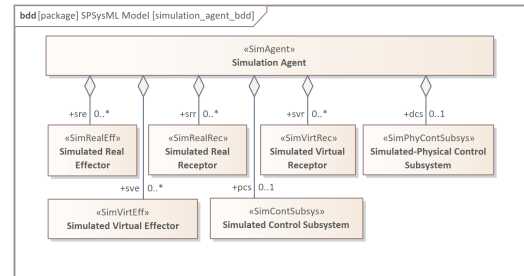 bdd [package] SPSysML Model [simulation_agent_bdd]
«SimAgent»
Simulation Agent
+sre 0..*
+srr 0..*
+svr 0..*
+dcs 0..1
«SimRealEff»
Simulated Real
Effector
«SimRealRec»
Simulated Real
Receptor
«SimVirtRec»
Simulated Virtual
Receptor
«SimPhyContSubsys»
Simulated-Physical Control
Subsystem
+sve 0..*
+pcs 0..1
«SimVirtEff»
Simulated Virtual Effector
«SimContSubsys»
Simulated Control Subsystem